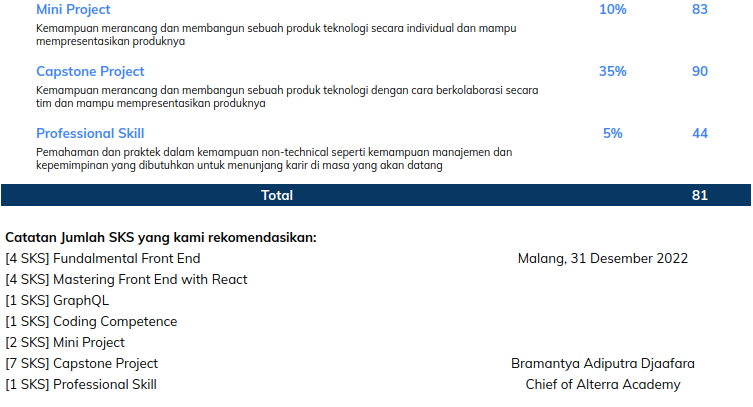 Mini Project 10% 83
Kemampuan merancang dan membangun sebuah produk teknologi secara individual dan mampu
mempresentasikan produknya
Capstone Project 35% 90
Kemampuan merancang dan membangun sebuah produk teknologi dengan cara berkolaborasi secara
tim dan mampu mempresentasikan produknya
Professional Skill 5% 44
Pemahaman dan praktek dalam kemampuan non-technical seperti kemampuan manajemen dan
kepemimpinan yang dibutuhkan untuk menunjang karir di masa yang akan datang
Total 81
Catatan Jumlah SKS yang kami rekomendasikan:
[4 SKS] Fundalmental Front End Malang, 31 Desember 2022
[4 SKS] Mastering Front End with React
[1 SKS] GraphQL
[1 SKS] Coding Competence
[2 SKS] Mini Project
[7 SKS] Capstone Project Bramantya Adiputra Djaafara
[1 SKS] Professional Skill Chief of Alterra Academy